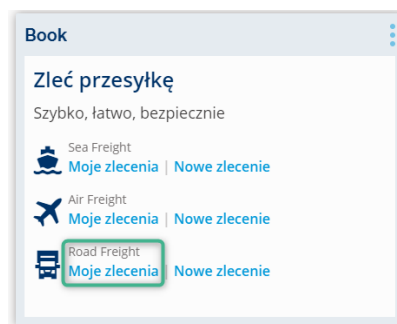 Book
Zleć przesyłkę
Szybko, łatwo, bezpiecznie
Sea Freight
Moje zlecenia | Nowe zlecenie
Air Freight
Moje zlecenia | Nowe zlecenie
Road Freight
Moje zlecenia | Nowe zlecenie